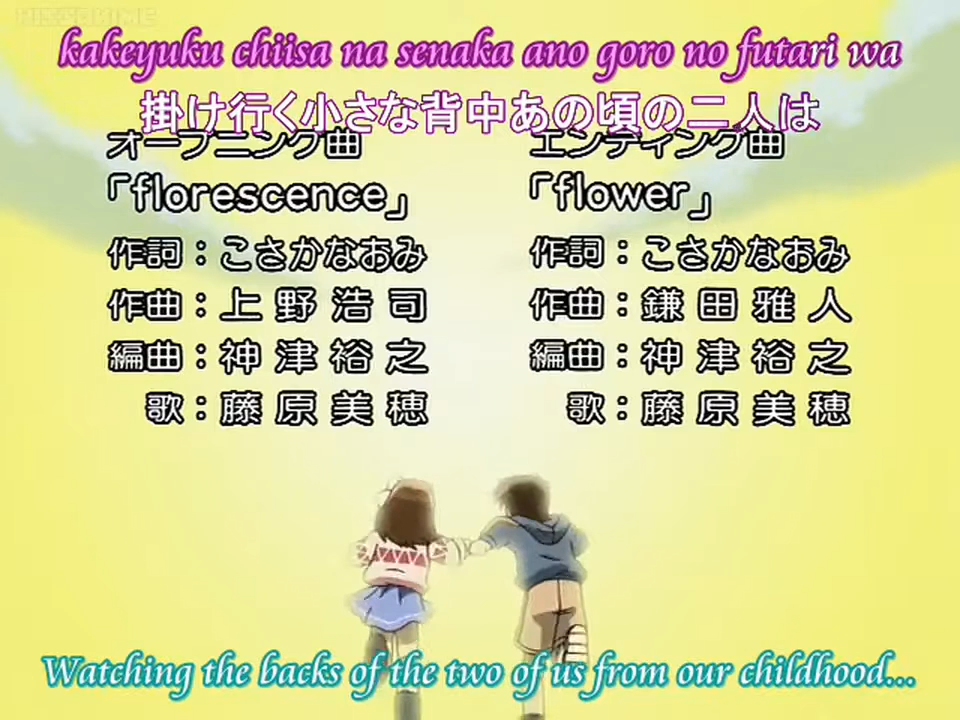 KISSANIME
kakeyuku chiisa na senaka ano goro no futari wa
掛け行く小さな背中あの頃の二人は
オープニング曲
「florescence」
作詞：こさかなおみ
作曲：上野浩司
編曲：神津裕之
歌：藤原美穂
エンディング曲
「flower」
作詞：こさかなおみ
作曲：鎌田雅人
編曲：神津裕之
歌：藤原美穂
Watching the backs of the two of us from our childhood...